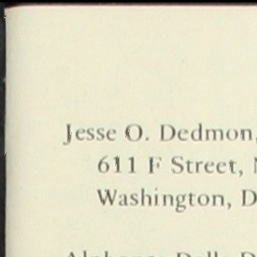 Jesse O. Dedmon,
611 F Street, N
Washington, D